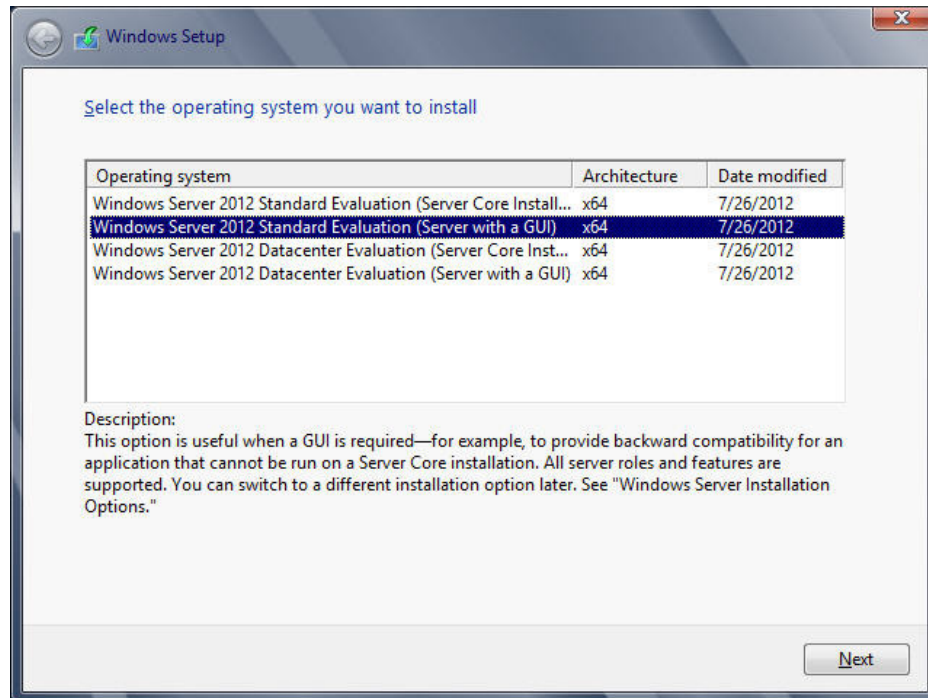 Windows Setup
Select the operating system you want to install
Operating system Architecture Date modified
Windows Server 2012 Standard Evaluation (Server Core Install... x64 7/26/2012
Windows Server 2012 Standard Evaluation (Server with a GUI) x64 7/26/2012
Windows Server 2012 Datacenter Evaluation (Server Core Inst... x64 7/26/2012
Windows Server 2012 Datacenter Evaluation (Server with a GUI) x64 7/26/2012
Description:
This option is useful when a GUI is required—for example, to provide backward compatibility for an
application that cannot be run on a Server Core installation. All server roles and features are
supported. You can switch to a different installation option later. See "Windows Server Installation
Options."
Next